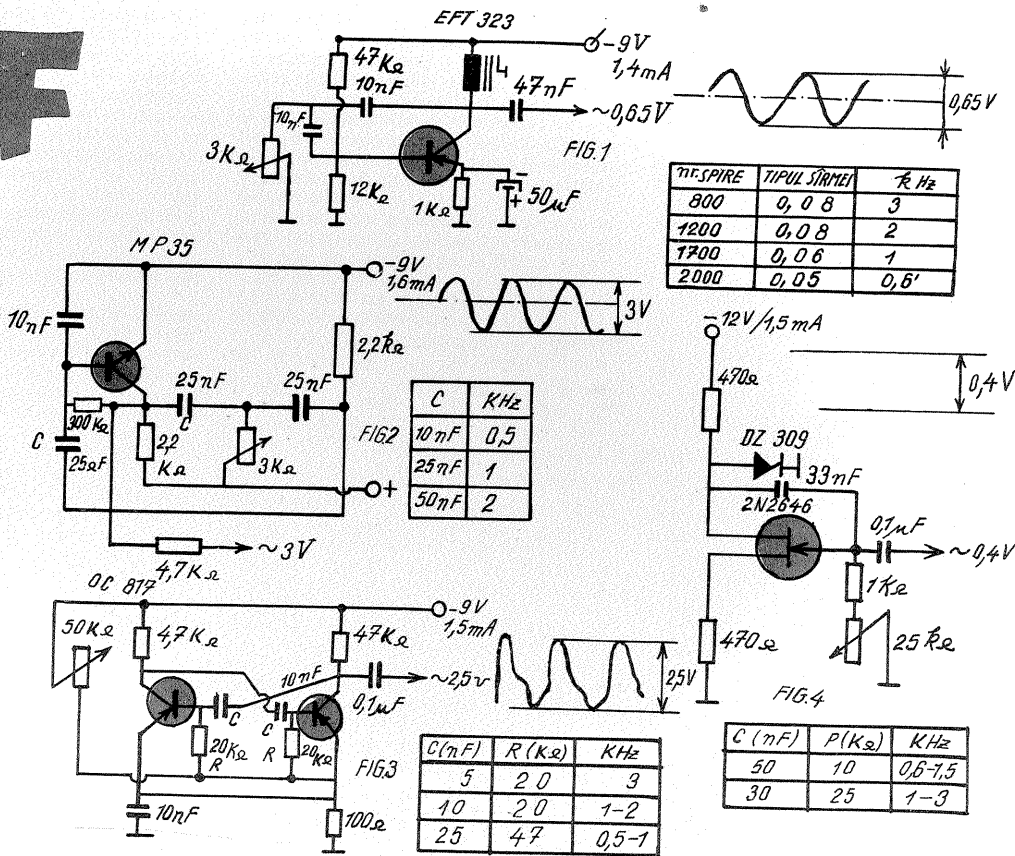 EFT 323
-9V
1,4mA
47KΩ
10nF
47nF
~0,65V
0,65V
10nF
3KΩ
FIG.1
12KΩ
1KΩ
-
+
50µF
nr. SPIRE TIPUL SÎRMEI KHz
800 0,08 3
1200 0,08 2
1700 0,06 1
2000 0,05 0,6
MP35
-9V
1,6mA
3V
10nF
2,2KΩ
25nF
25nF
C
300KΩ
C
25nF
2,2
KΩ
3KΩ
FIG2
+
C KHz
10nF 0,5
25nF 1
50nF 2
~3V
4,7KΩ
-12V/1,5mA
0,4V
470Ω
DZ 309
33nF
2N2646
0,1µF
~0,4V
1KΩ
25KΩ
470Ω
FIG.4
OC 817
-9V
1,5mA
50KΩ
4,7KΩ
47KΩ
10nF
~2,5v
2,5V
0,1µF
C
C
20KΩ
R
R
20KΩ
FIG3
10nF
100Ω
C(nF) R(KΩ) KHz
5 20 3
10 20 1-2
25 47 0,5-1
C(nF) P(KΩ) KHz
50 10 0,6-1,5
30 25 1-3